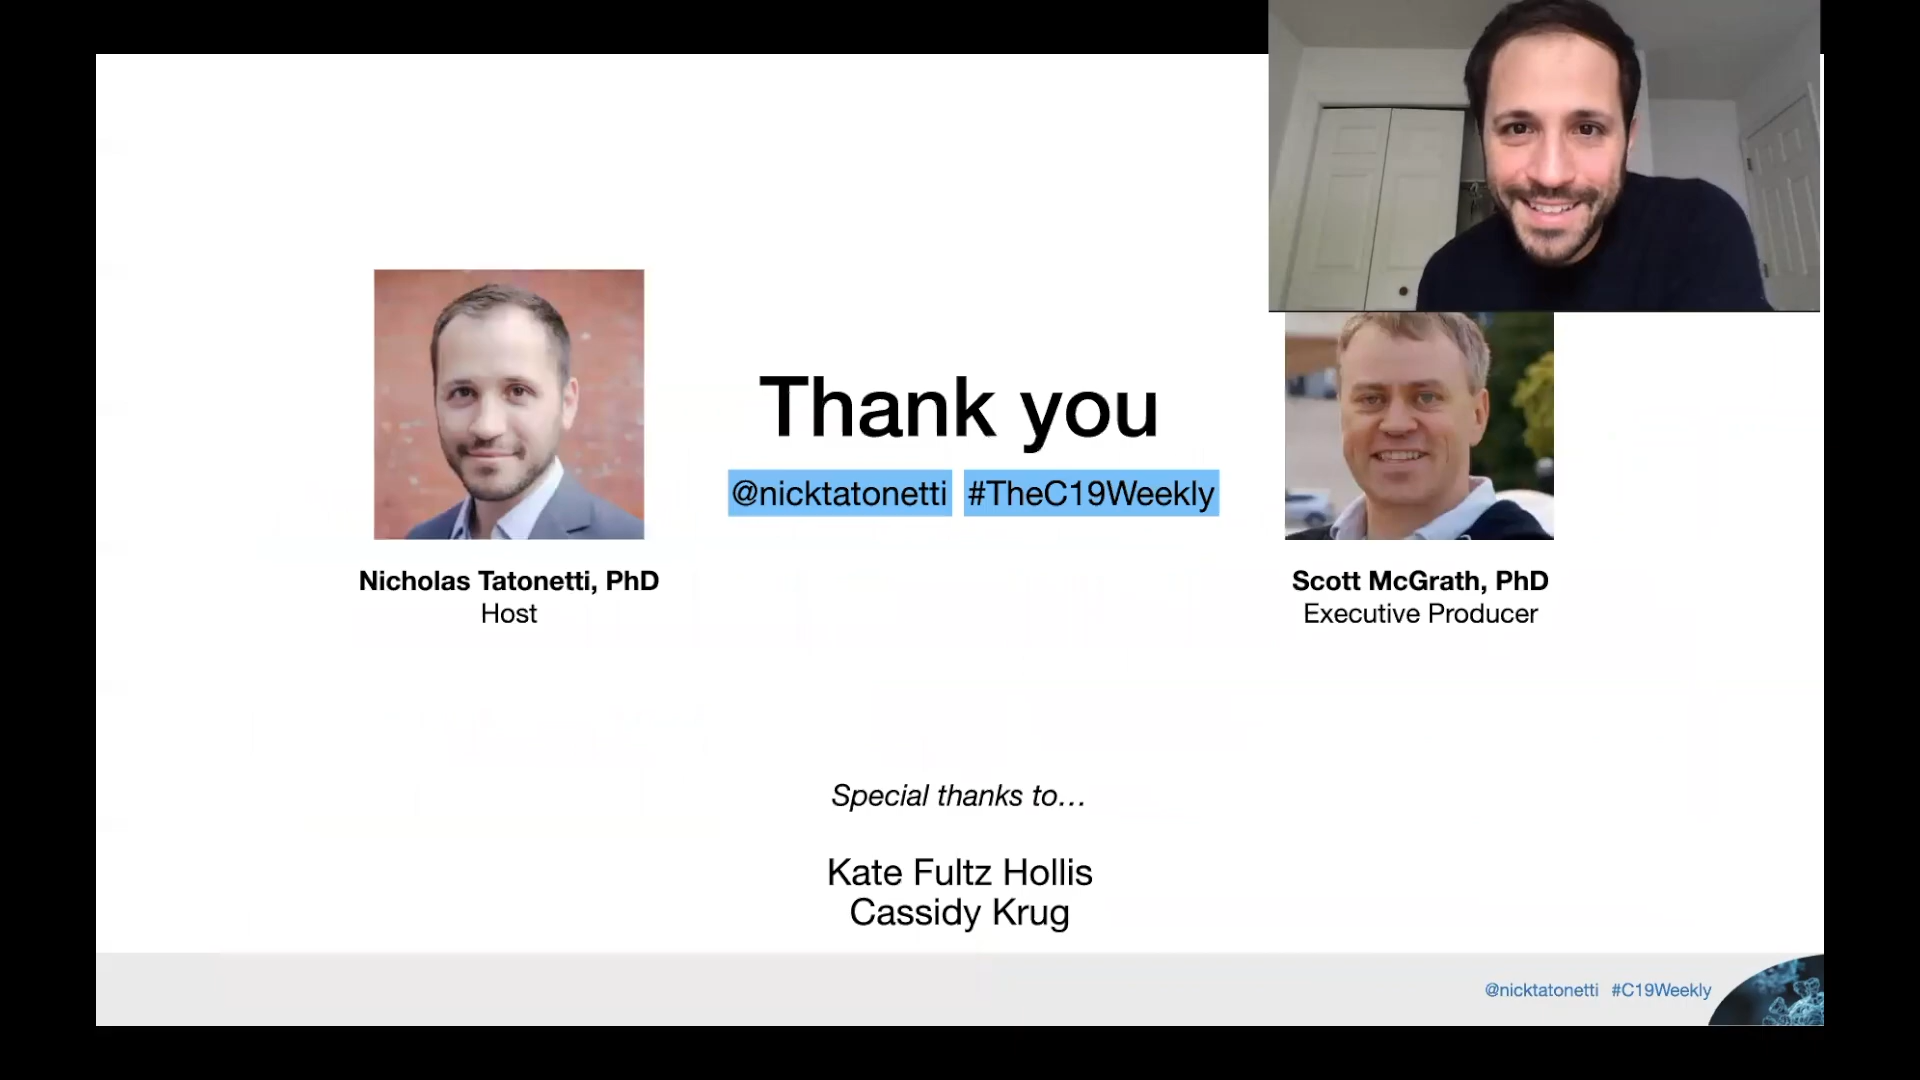 Thank you
@nicktatonetti #TheC19Weekly
Nicholas Tatonetti, PhD
Host
Scott McGrath, PhD
Executive Producer
Special thanks to…
Kate Fultz Hollis
Cassidy Krug
@nicktatonetti #C19Weekly